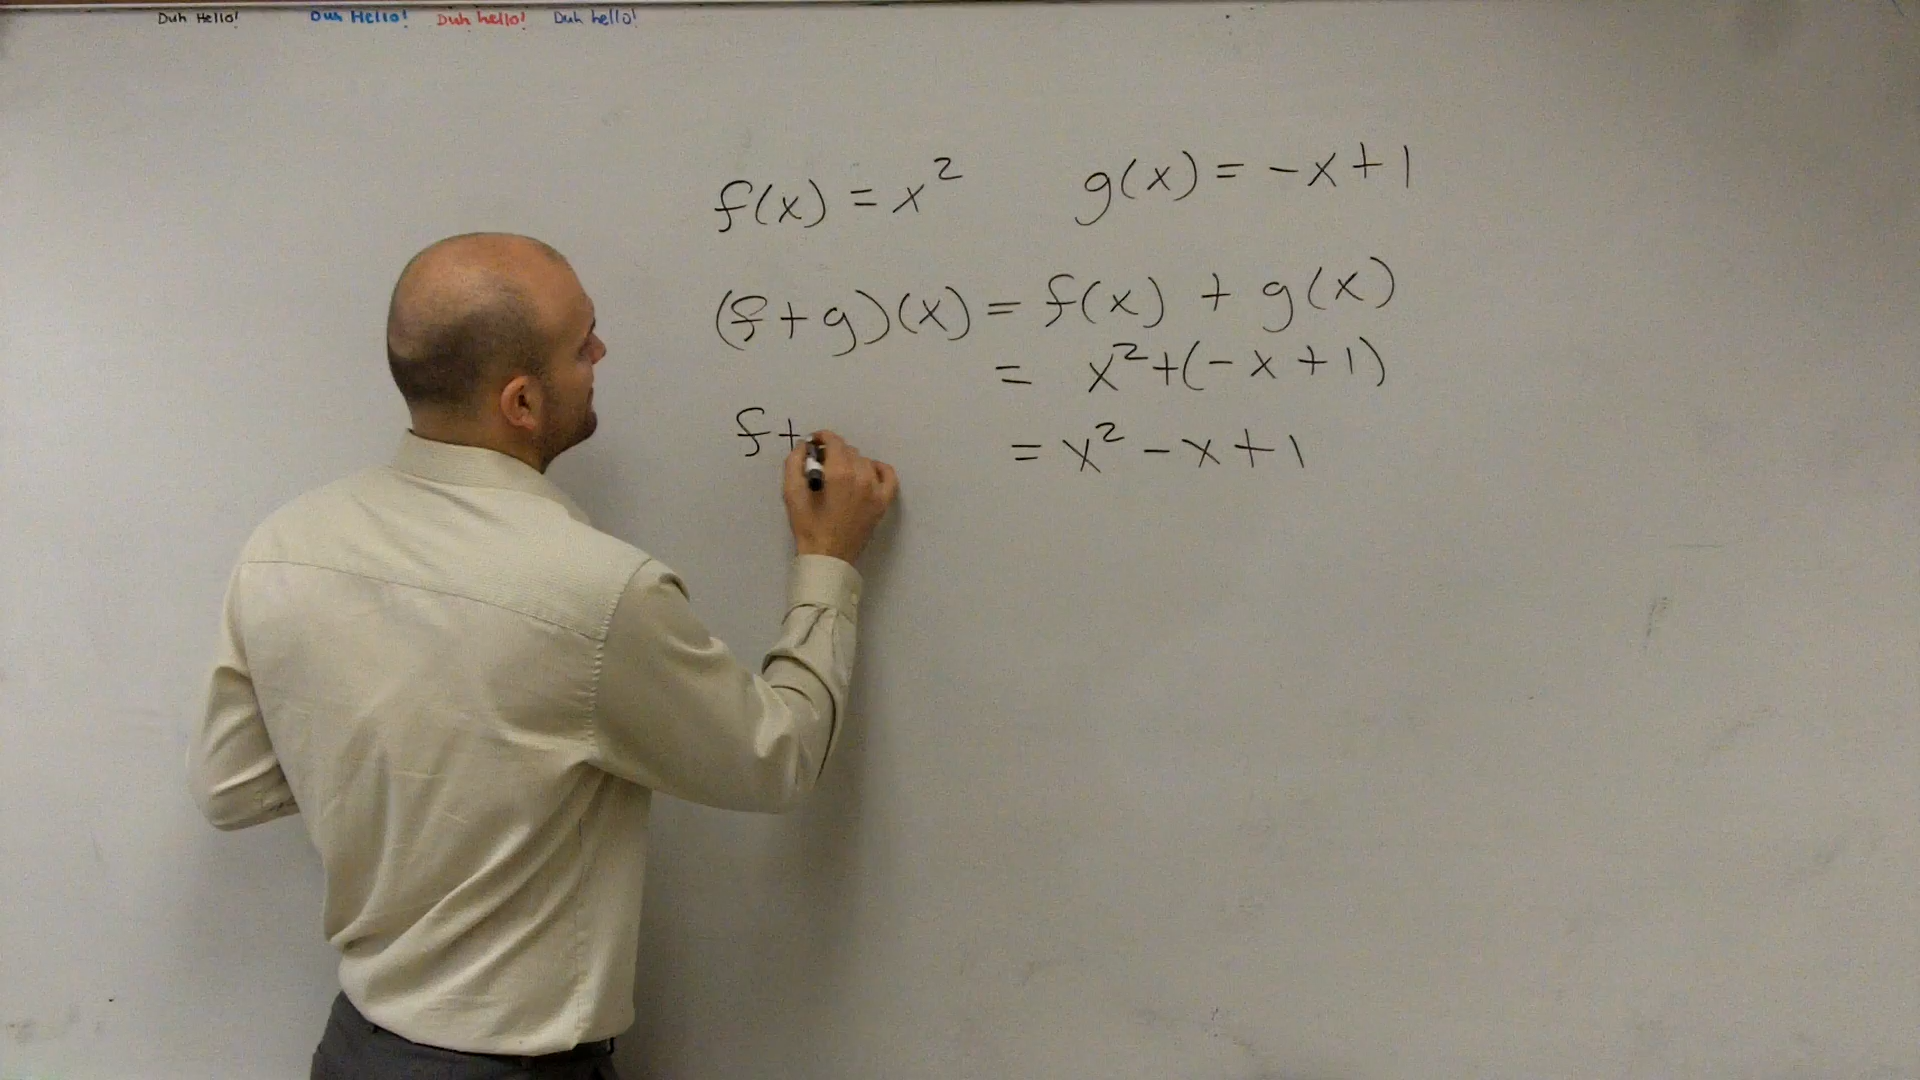 Duh Hello! Duh Hello! Duh hello! Duh hello!
f(x) = x² g(x) = -x + 1
(f + g)(x) = f(x) + g(x)
= x² + (-x + 1)
f + = x² - x + 1